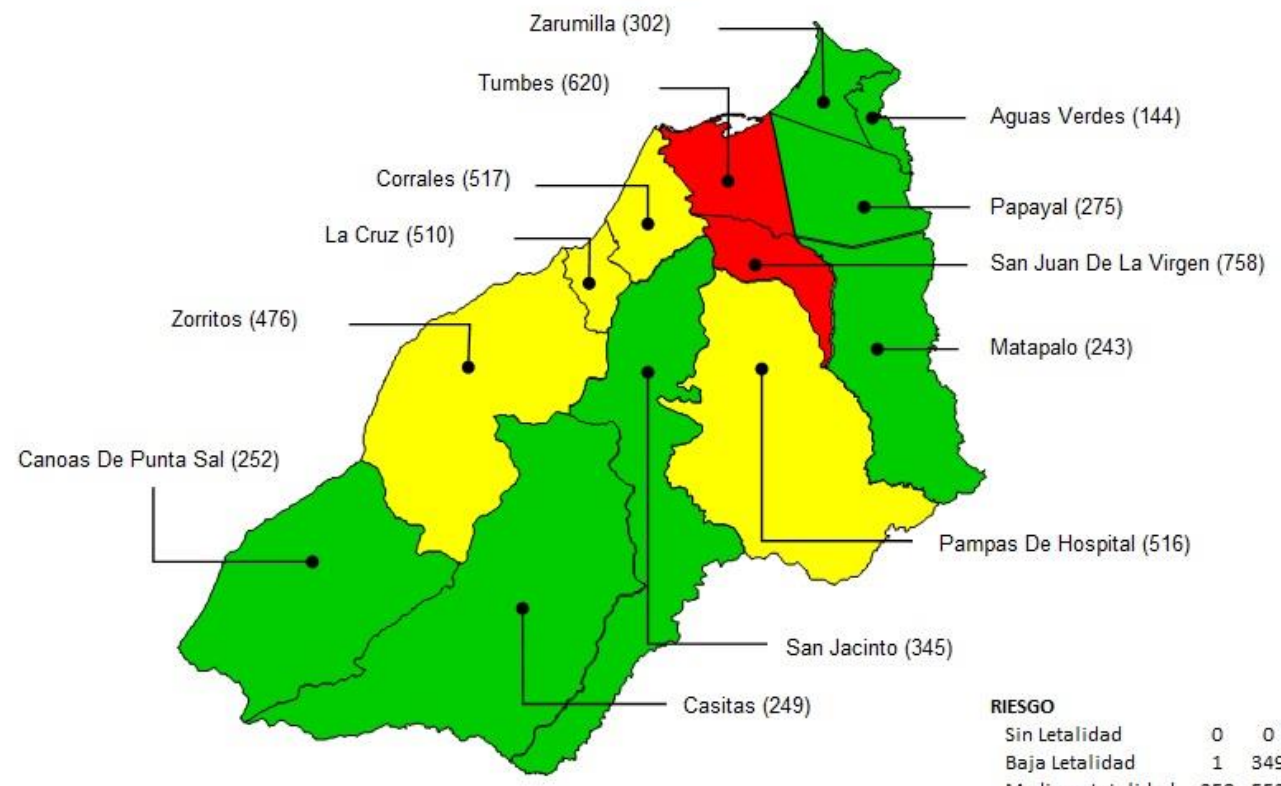 Zarumilla (302)
Tumbes (620)
Aguas Verdes (144)
Corrales (517)
Papayal (275)
La Cruz (510)
San Juan De La Virgen (758)
Zorritos (476)
Matapalo (243)
Canoas De Punta Sal (252)
Pampas De Hospital (516)
San Jacinto (345)
Casitas (249)
RIESGO
Sin Letalidad 0 0
Baja Letalidad 1 349